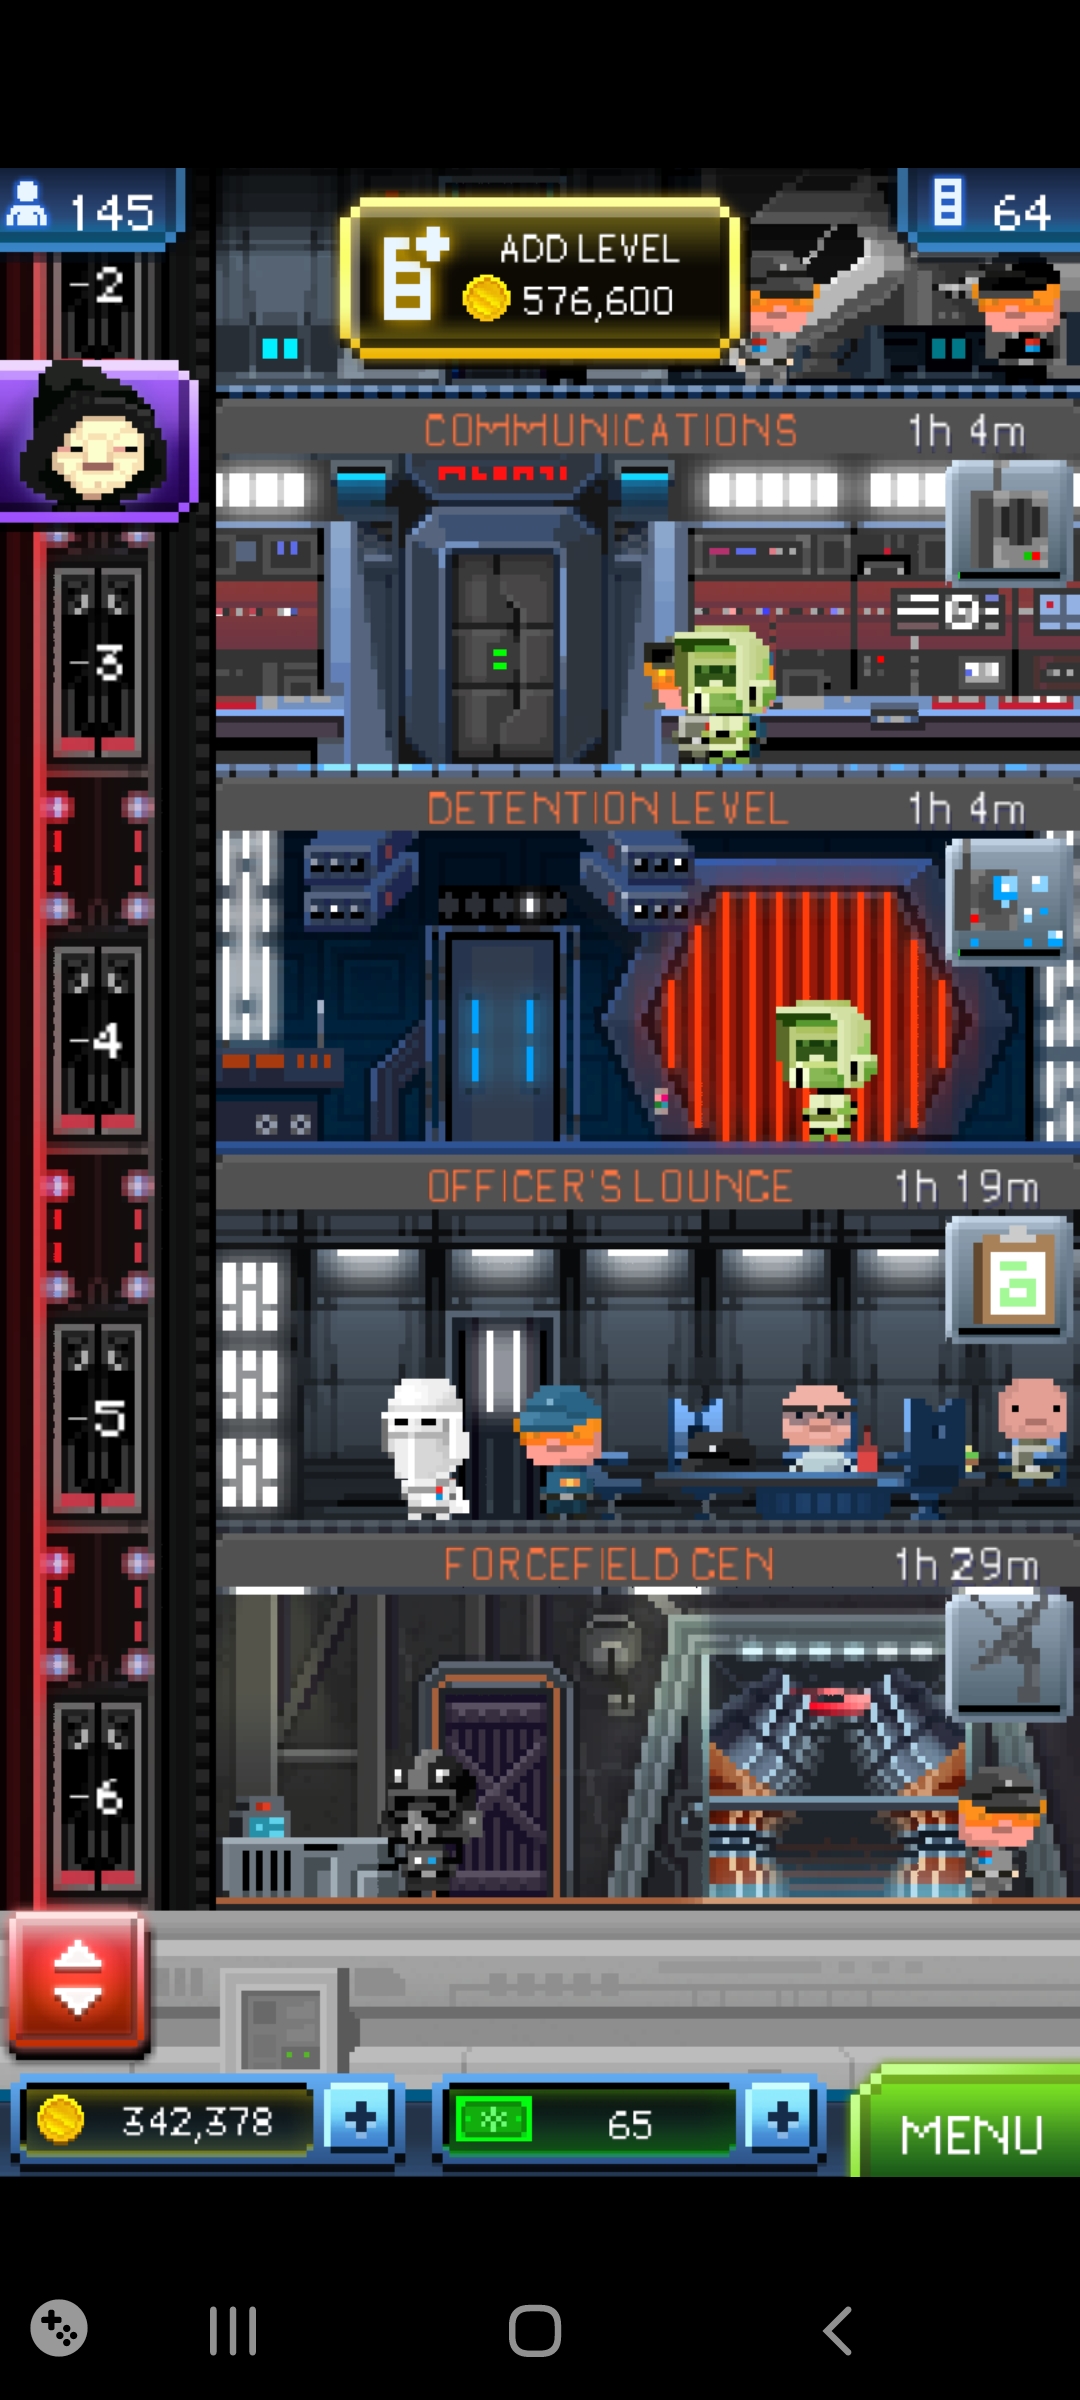 145
ADD LEVEL
576,600
64
-2
COMMUNICATIONS 1h 4m
-3
DETENTION LEVEL 1h 4m
-4
OFFICER'S LOUNGE 1h 19m
-5
FORCEFIELD GEN 1h 29m
-6
342,378
65
MENU